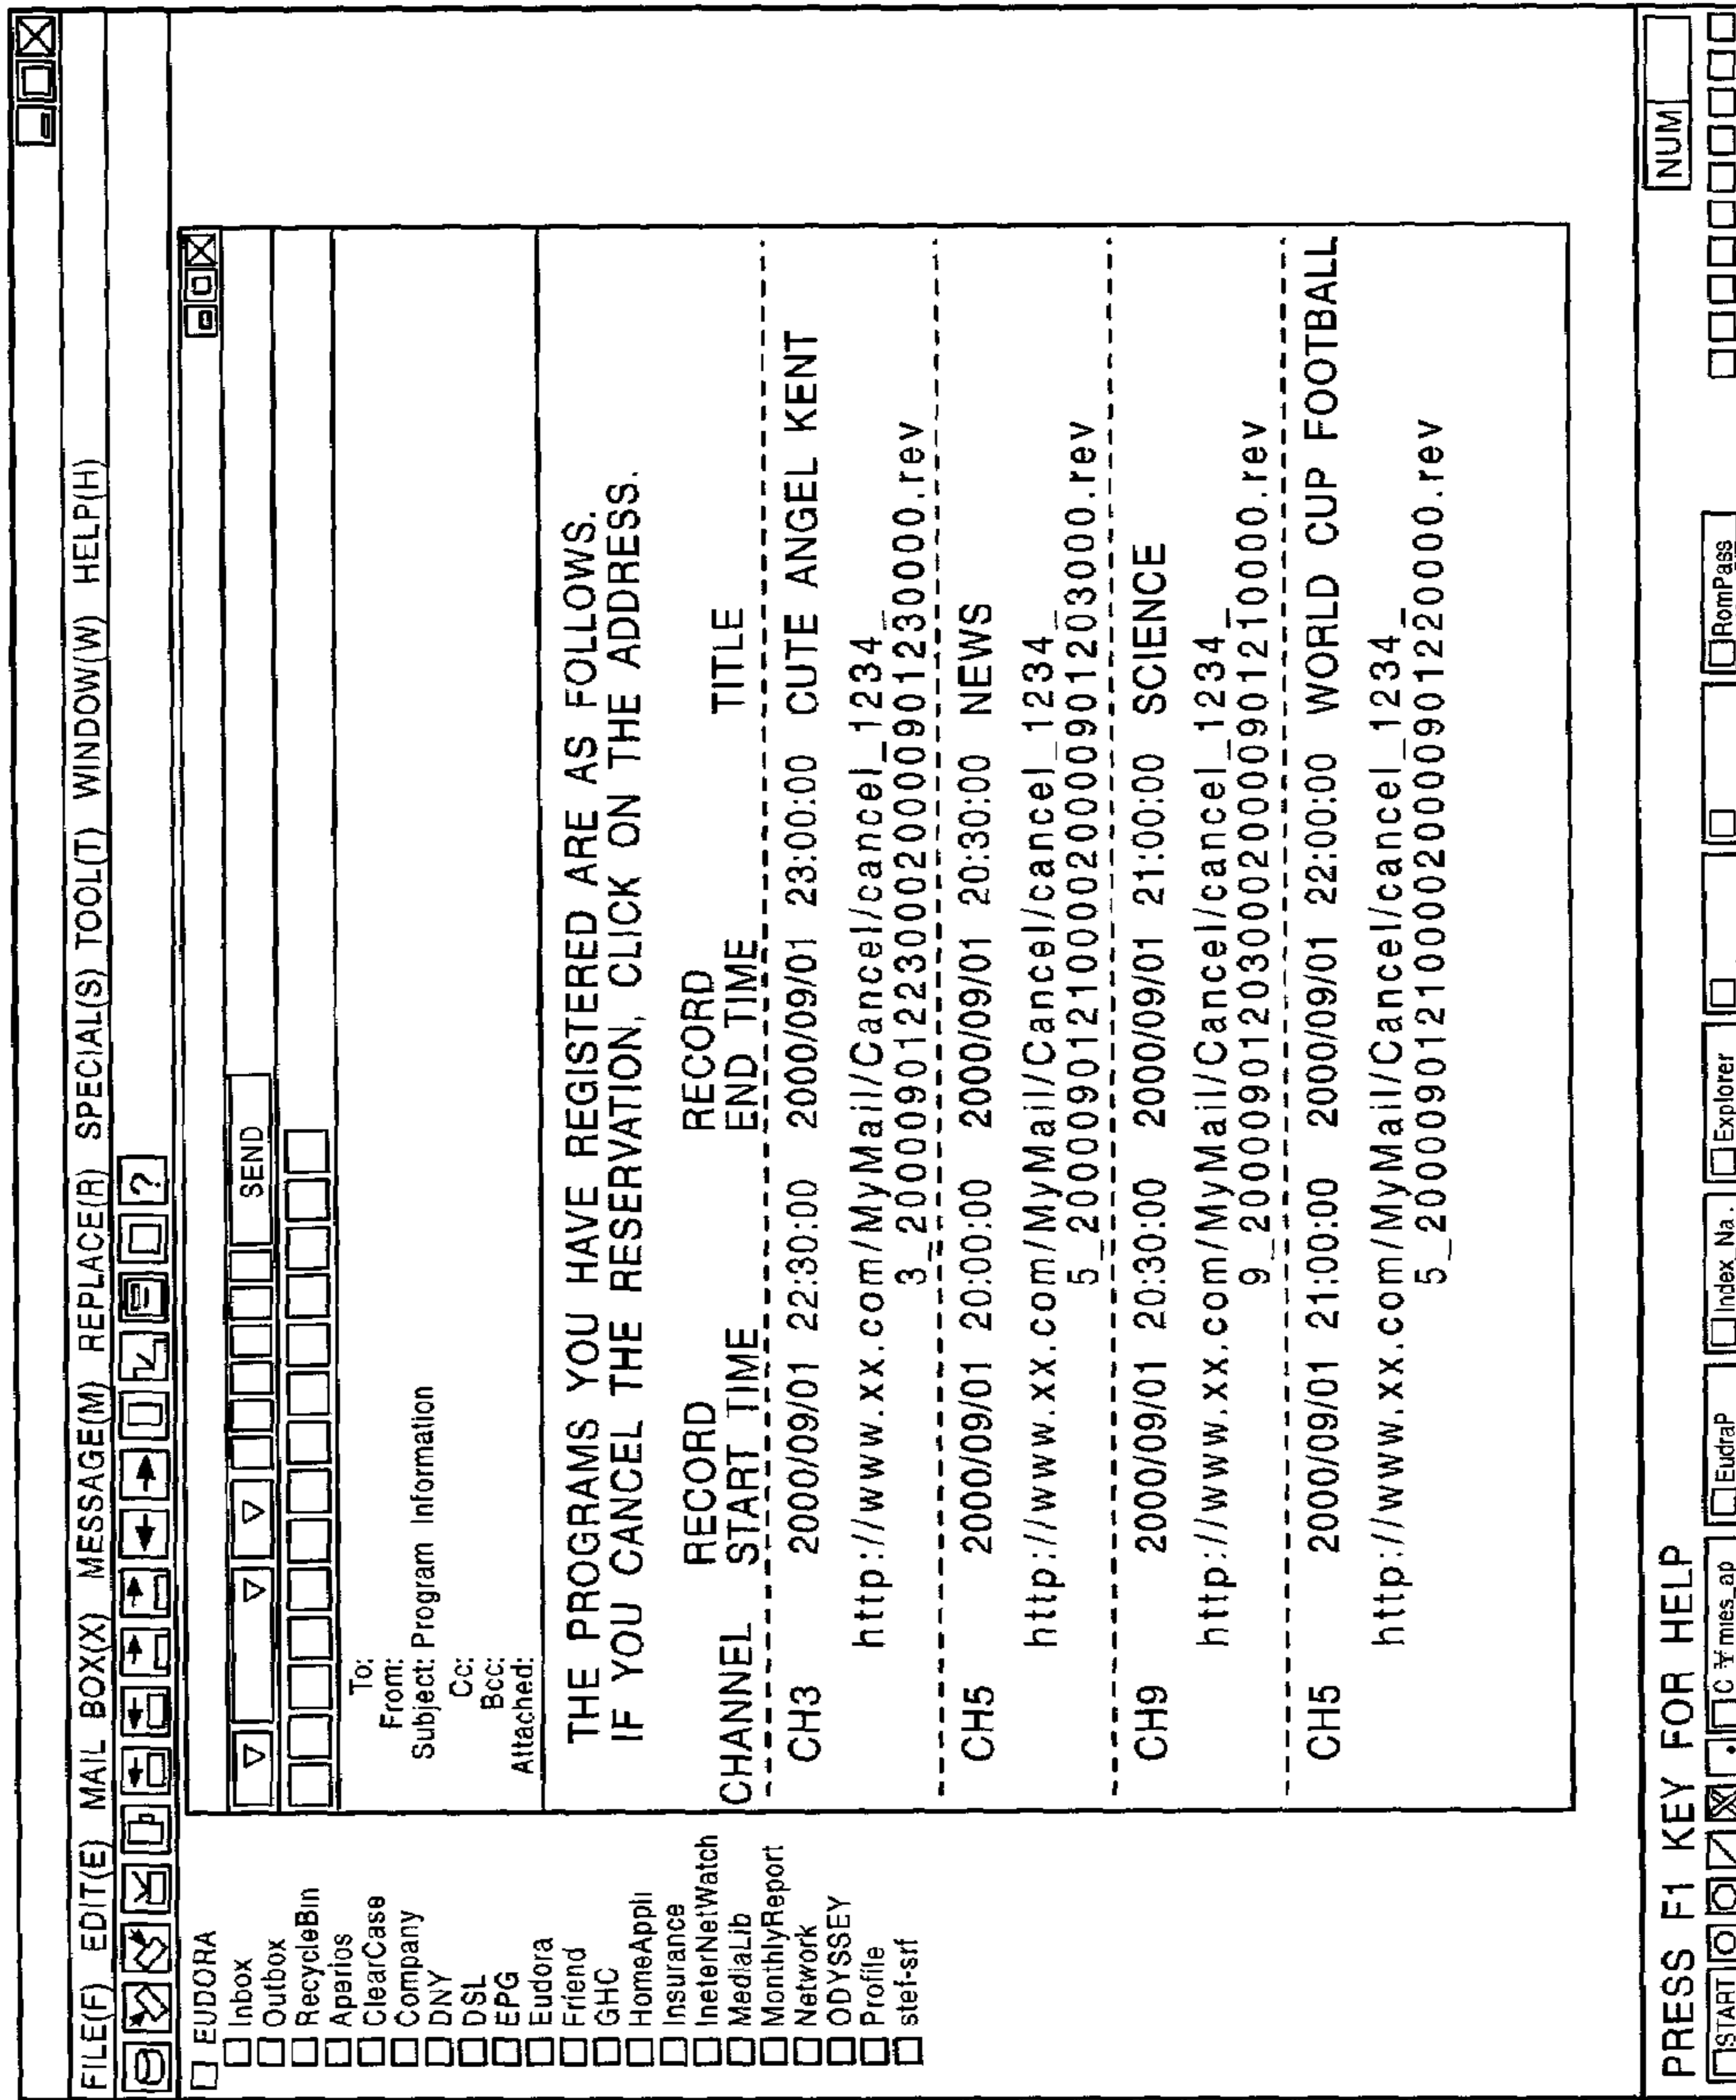 FILE(F) EDIT(E) MAIL BOX(X) MESSAGE(M) REPLACE(R) SPECIAL(S) TOOL(T) WINDOW(W) HELP(H)
?
EUDORA
Inbox
Outbox
RecycleBin
Aperios
ClearCase
Company
DNY
DSL
EPG
Eudora
Friend
GHC
HomeAppli
Insurance
IneterNetWatch
MediaLib
MonthlyReport
Network
ODYSSEY
Profile
stef-srf
SEND
To:
From:
Subject: Program Information
Cc:
Bcc:
Attached:
THE PROGRAMS YOU HAVE REGISTERED ARE AS FOLLOWS.
IF YOU CANCEL THE RESERVATION, CLICK ON THE ADDRESS.
RECORD RECORD
CHANNEL START TIME END TIME TITLE
CH3 2000/09/01 22:30:00 2000/09/01 23:00:00 CUTE ANGEL KENT
http://www.xx.com/MyMail/Cancel/cancel_1234_
3_20000901223000200009012300000.rev
CH5 2000/09/01 20:00:00 2000/09/01 20:30:00 NEWS
http://www.xx.com/MyMail/Cancel/cancel_1234_
5_2000090121000020000901203000.rev
CH9 2000/09/01 20:30:00 2000/09/01 21:00:00 SCIENCE
http://www.xx.com/MyMail/Cancel/cancel_1234_
9_2000090120300020000901210000.rev
CH5 2000/09/01 21:00:00 2000/09/01 22:00:00 WORLD CUP FOOTBALL
http://www.xx.com/MyMail/Cancel/cancel_1234_
5_2000090121000020000901220000.rev
PRESS F1 KEY FOR HELP NUM
START C ¥ mies_ap EudraP Index_Na. Explorer RomPass